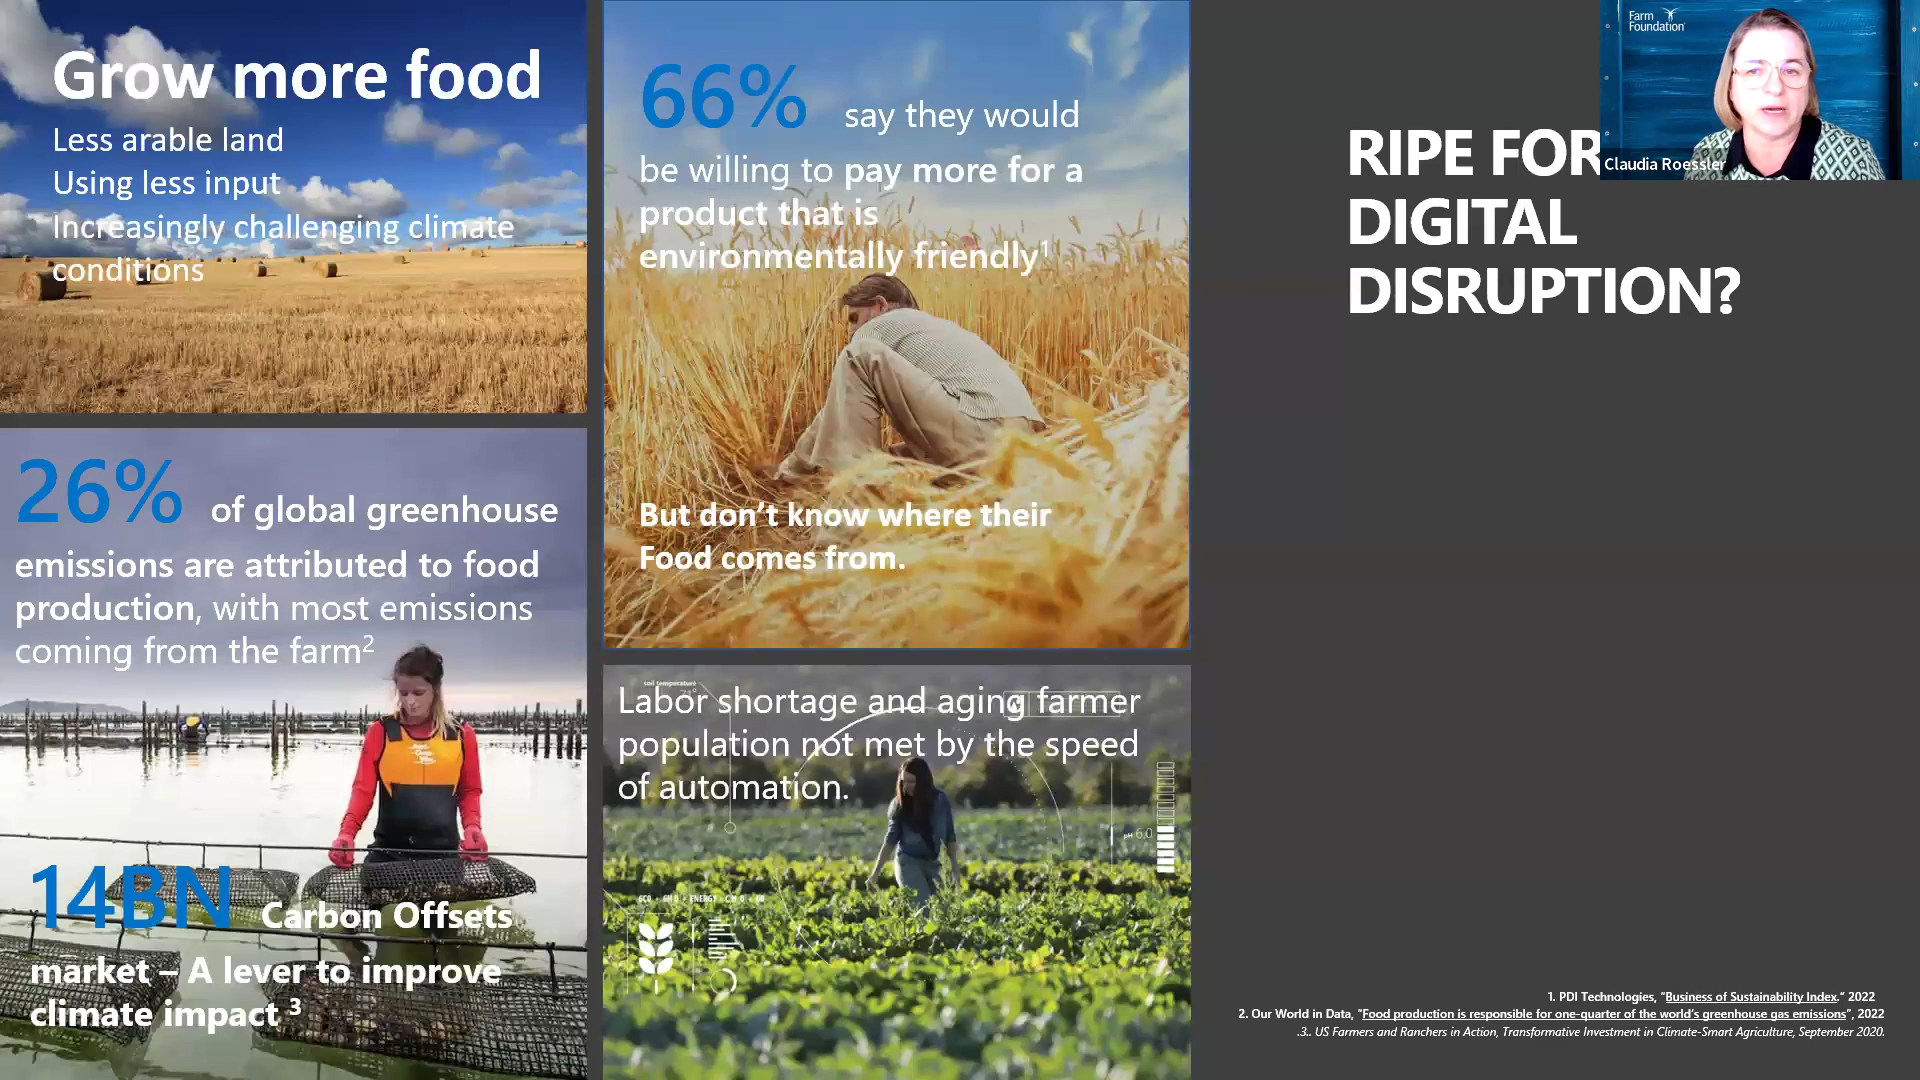 Grow more food
Less arable land
Using less input
Increasingly challenging climate
conditions
66% say they would
be willing to pay more for a
product that is
environmentally friendly¹
But don't know where their
Food comes from.
26% of global greenhouse
emissions are attributed to food
production, with most emissions
coming from the farm²
14BN Carbon Offsets
market – A lever to improve
climate impact ³
soil temperature
Labor shortage and aging farmer
population not met by the speed
of automation.
pH 6,0
RIPE FOR
DIGITAL
DISRUPTION?
Farm
Foundation
Claudia Roessler
1. PDI Technologies, “Business of Sustainability Index.” 2022
2. Our World in Data, “Food production is responsible for one-quarter of the world’s greenhouse gas emissions”, 2022
.3.. US Farmers and Ranchers in Action, Transformative Investment in Climate-Smart Agriculture, September 2020.